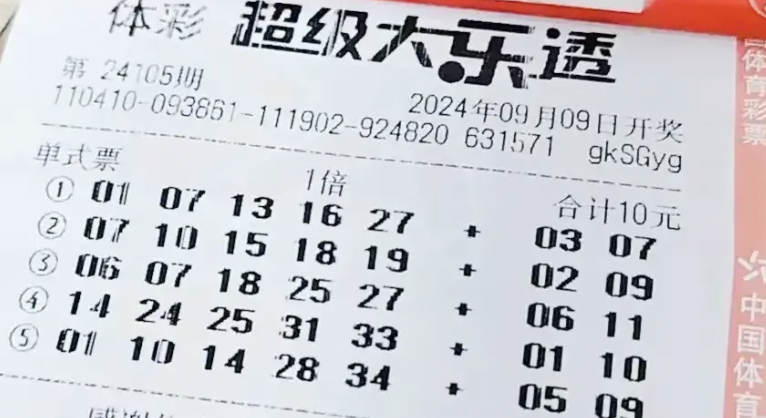 体彩 超级大乐透
第 24105期
2024年09月09日开奖
110410-093861-111902-924820 631571 gkSGyg
单式票 1倍 合计10元
① 01 07 13 16 27 + 03 07
② 07 10 15 18 19 + 02 09
③ 06 07 18 25 27 + 06 11
④ 14 24 25 31 33 + 01 10
⑤ 01 10 14 28 34 + 05 09
感谢
体育彩票
中国体育